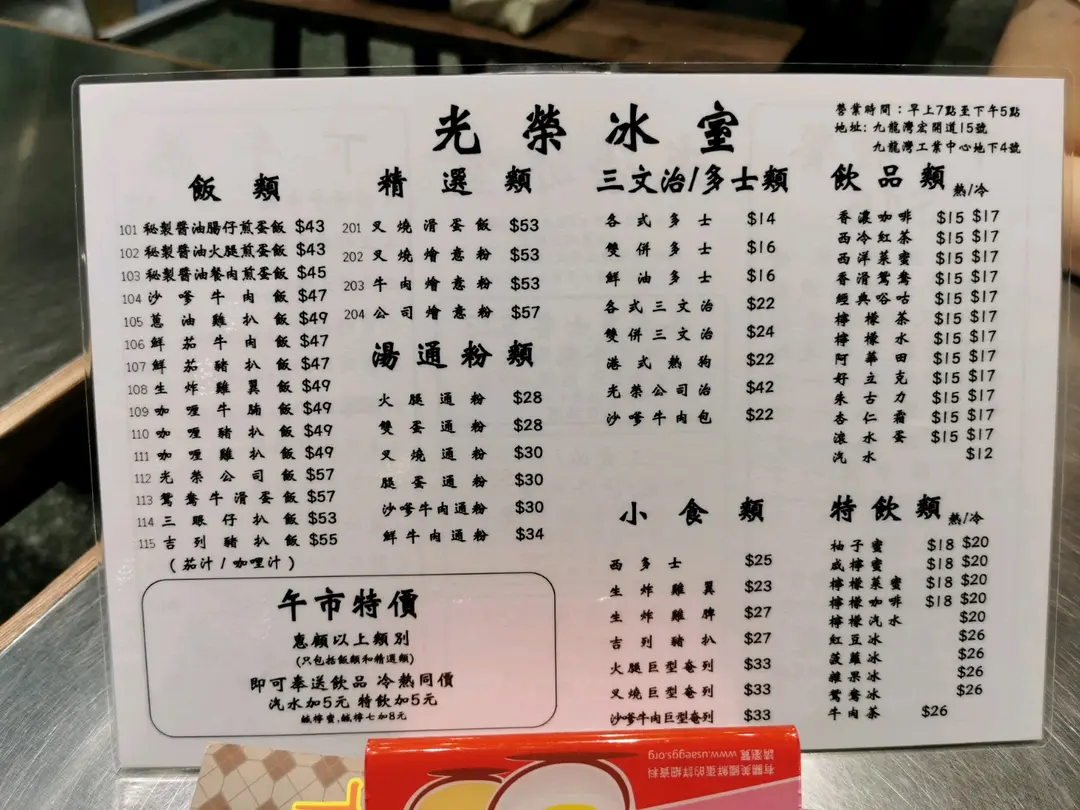 光榮冰室
營業時間：早上7點至下午5點
地址：九龍灣宏開道15號
九龍灣工業中心地下4號
飯類
101 秘製醬油腸仔煎蛋飯 $43
102 秘製醬油火腿煎蛋飯 $43
103 秘製醬油餐肉煎蛋飯 $45
104 沙嗲牛肉飯 $47
105 蔥油雞扒飯 $49
106 鮮茄牛肉飯 $47
107 鮮茄豬扒飯 $47
108 生炸雞翼飯 $49
109 咖喱牛腩飯 $49
110 咖喱豬扒飯 $49
111 咖喱雞扒飯 $49
112 光榮公司飯 $57
113 鴛鴦牛滑蛋飯 $57
114 三眼仔扒飯 $53
115 吉列豬扒飯 $55
(茄汁/咖哩汁)
精選類
201 叉燒滑蛋飯 $53
202 叉燒燴意粉 $53
203 牛肉燴意粉 $53
204 公司燴意粉 $57
湯通粉類
火腿通粉 $28
雙蛋通粉 $28
叉燒通粉 $30
腿蛋通粉 $30
沙嗲牛肉通粉 $30
鮮牛肉通粉 $34
午市特價
惠顧以上類別
(只包括飯類和精選類)
即可奉送飲品 冷熱同價
汽水加5元 特飲加5元
鹹檸蜜,鹹檸七加8元
三文治/多士類
各式多士 $14
雙併多士 $16
鮮油多士 $16
各式三文治 $22
雙併三文治 $24
港式熱狗 $22
光榮公司治 $42
沙嗲牛肉包 $22
小食類
西多士 $25
生炸雞翼 $23
生炸雞髀 $27
吉列豬扒 $27
火腿巨型奄列 $33
叉燒巨型奄列 $33
沙嗲牛肉巨型奄列 $33
飲品類 熱/冷
香濃咖啡 $15 $17
西冷紅茶 $15 $17
西洋菜蜜 $15 $17
香滑鴛鴦 $15 $17
經典唂咕 $15 $17
檸檬茶 $15 $17
檸檬水 $15 $17
阿華田 $15 $17
好立克 $15 $17
朱古力 $15 $17
杏仁霜 $15 $17
滾水蛋 $15 $17
汽水 $12
特飲類 熱/冷
柚子蜜 $18 $20
咸檸蜜 $18 $20
檸檬菜蜜 $18 $20
檸檬咖啡 $18 $20
檸檬汽水 $20
紅豆冰 $26
菠蘿冰 $26
雜果冰 $26
鴛鴦冰 $26
牛肉茶 $26
有關美國鮮蛋的詳細資料
請瀏覽 www.usaeggs.org